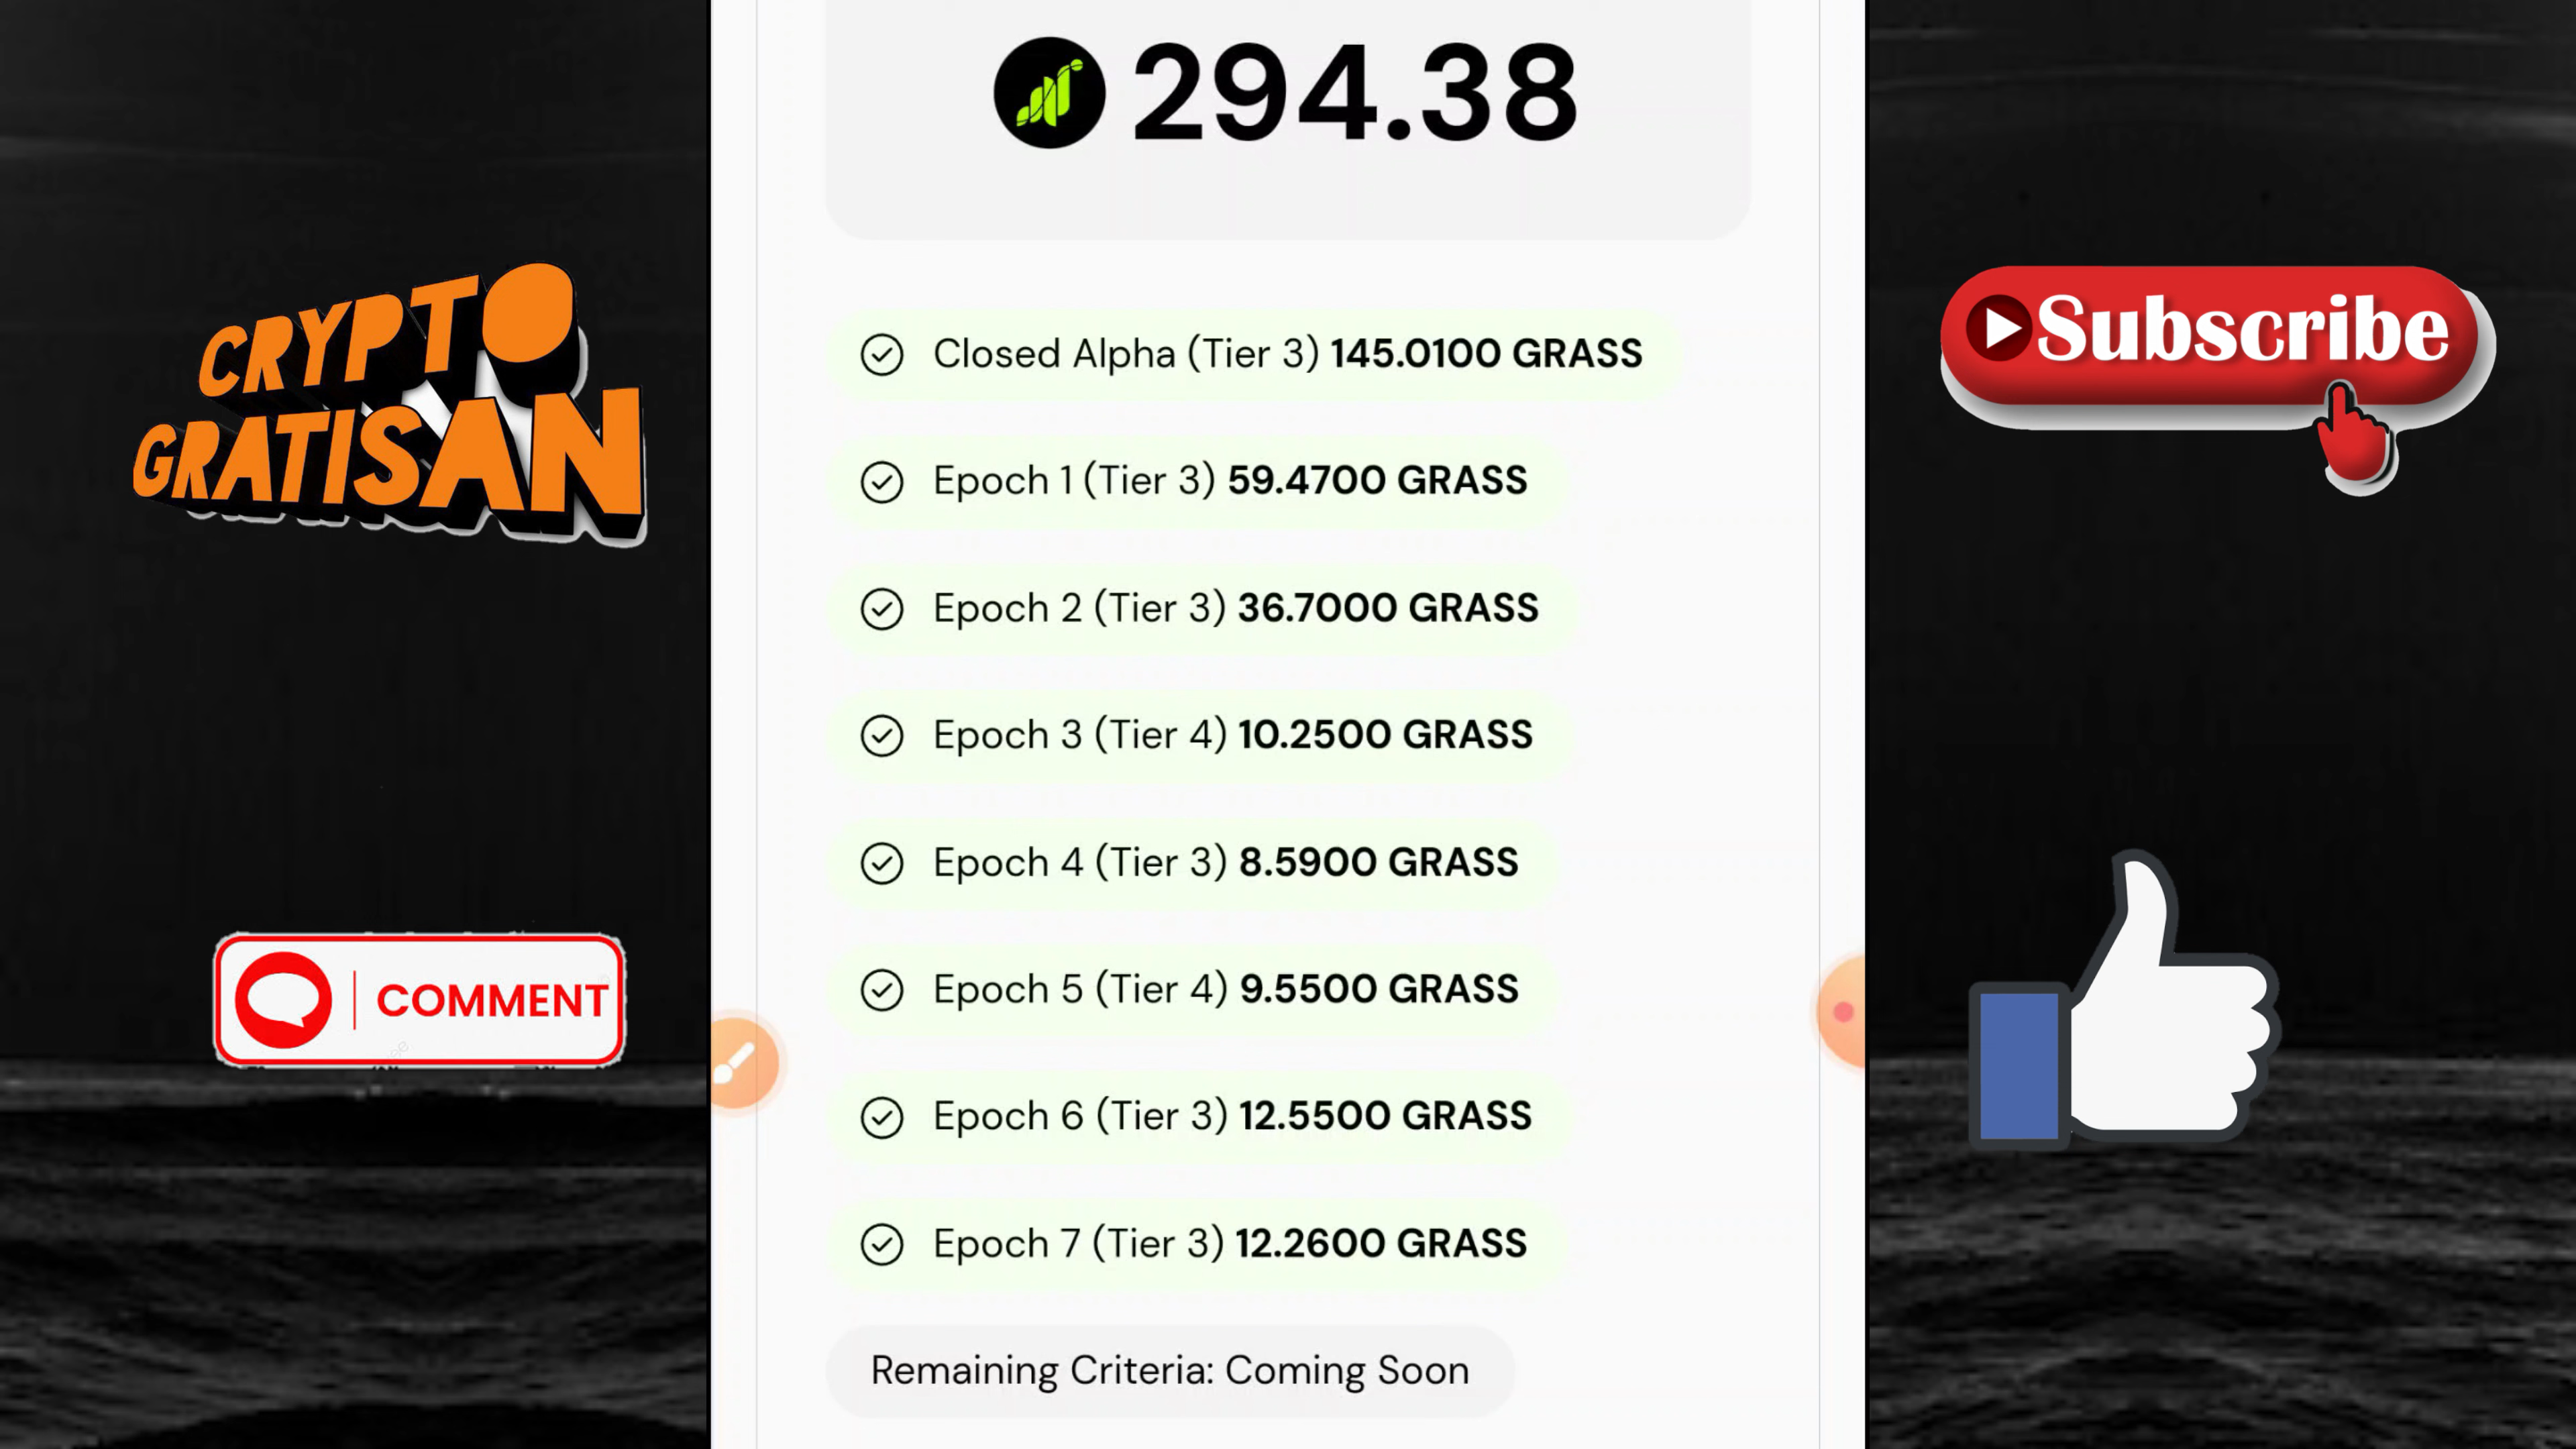 294.38
CRYPTO
GRATISAN
Subscribe
Closed Alpha (Tier 3) 145.0100 GRASS
Epoch 1 (Tier 3) 59.4700 GRASS
Epoch 2 (Tier 3) 36.7000 GRASS
Epoch 3 (Tier 4) 10.2500 GRASS
Epoch 4 (Tier 3) 8.5900 GRASS
Epoch 5 (Tier 4) 9.5500 GRASS
COMMENT
Epoch 6 (Tier 3) 12.5500 GRASS
Epoch 7 (Tier 3) 12.2600 GRASS
Remaining Criteria: Coming Soon